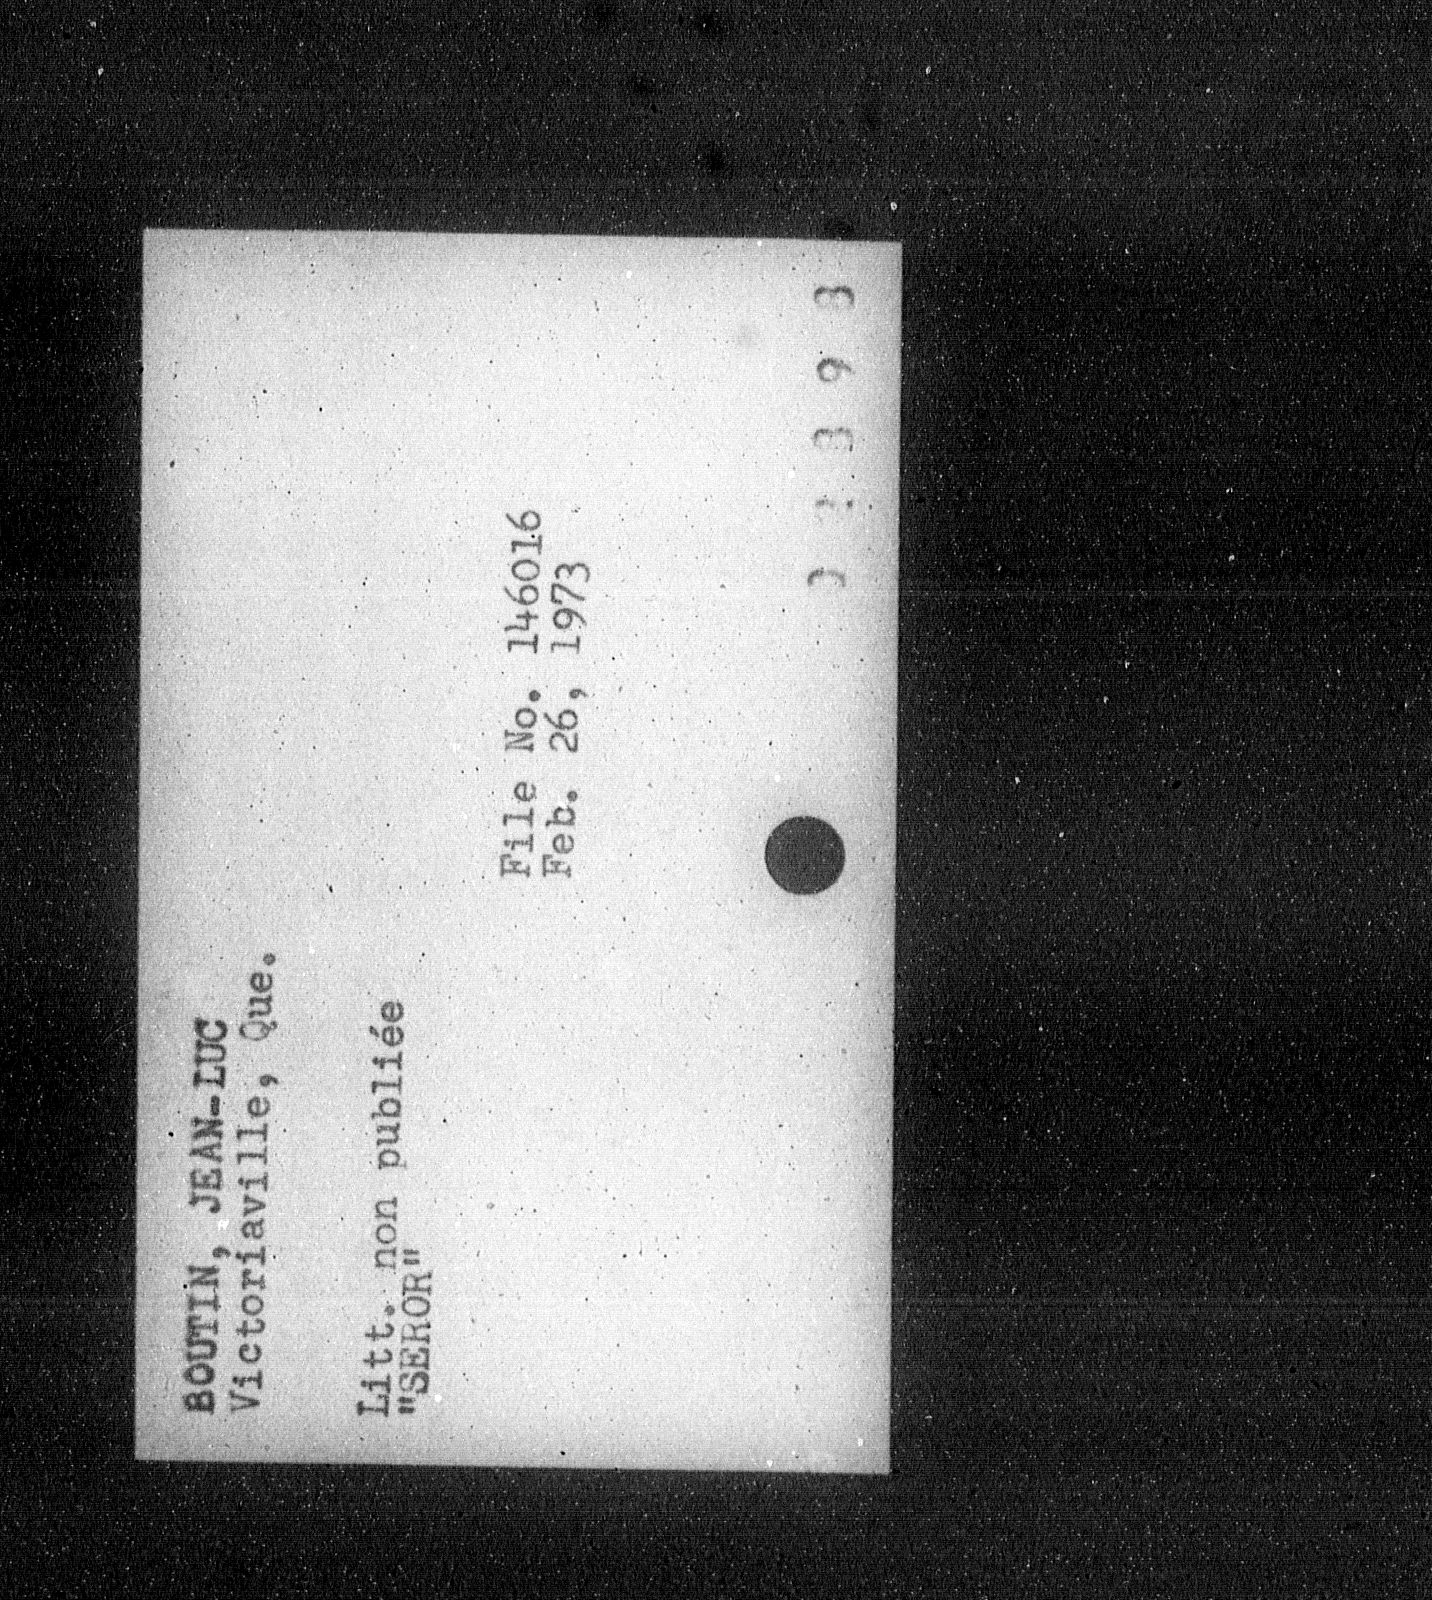 BOUTIN, JEAN-LUC
Victoriaville, Que.
Litt. non publiée
"SEROR"
File No. 146016
Feb. 26, 1973